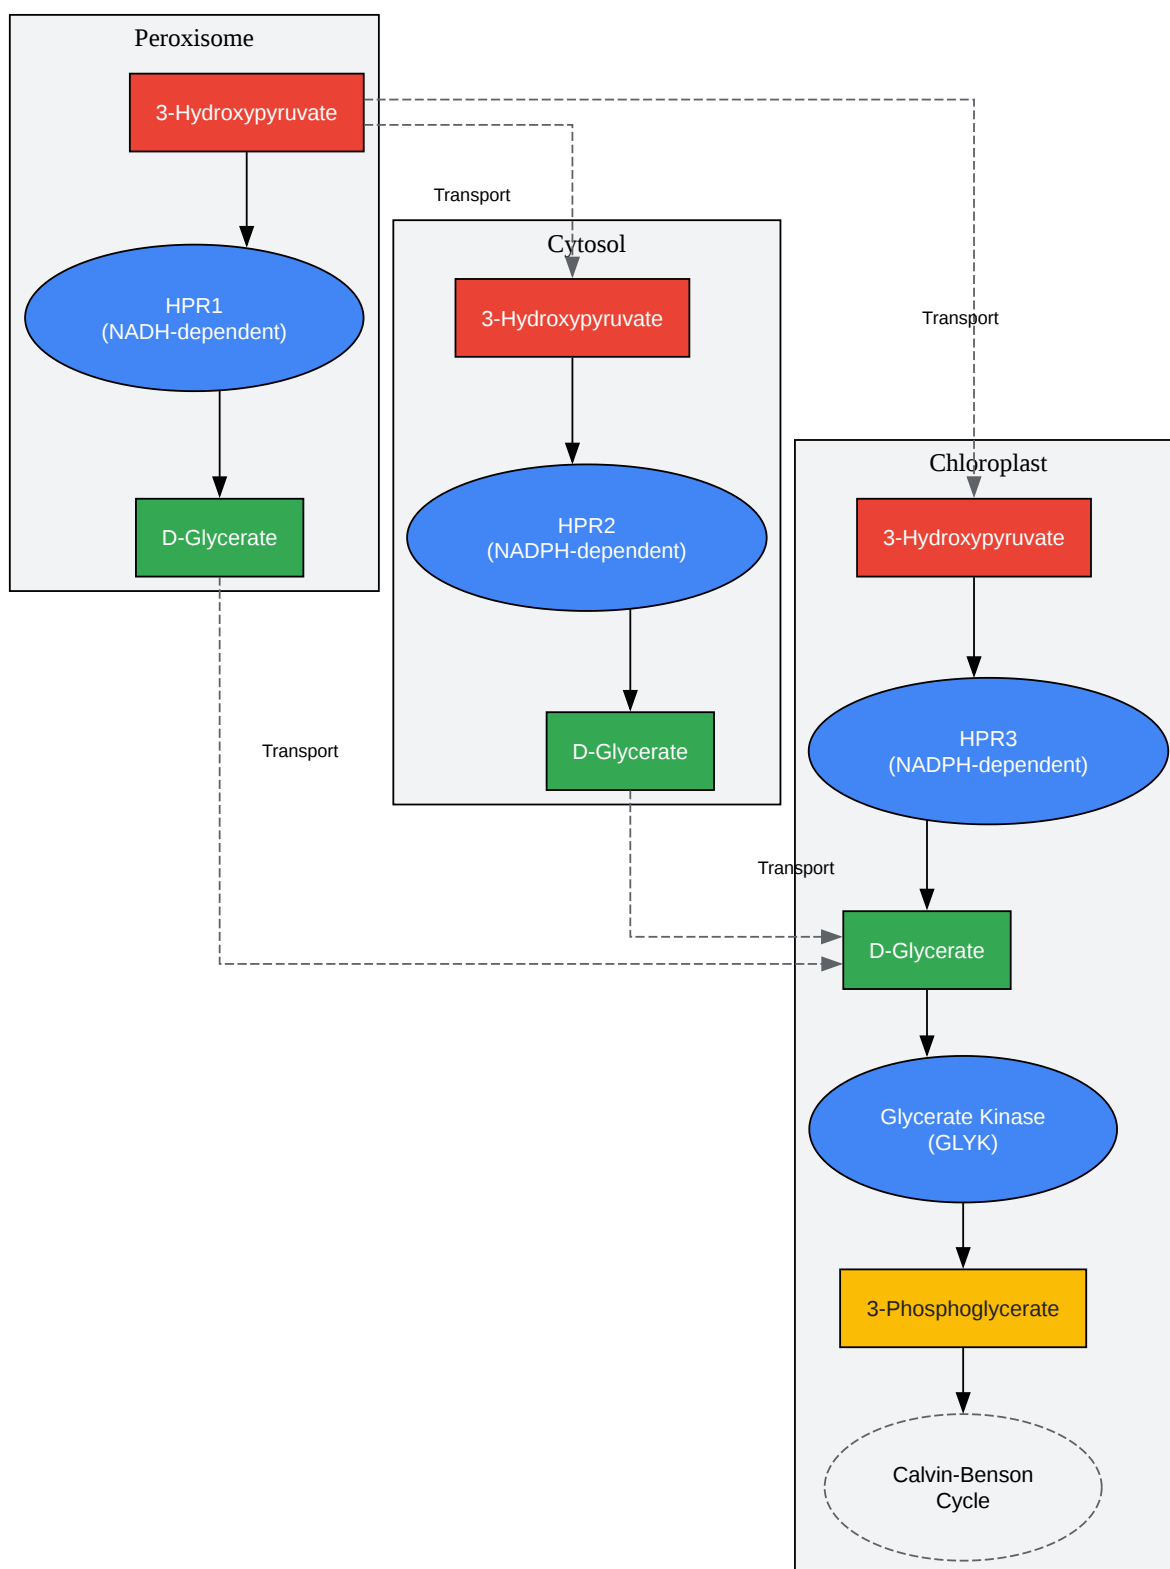 Peroxisome
3-Hydroxypyruvate
HPR1
(NADH-dependent)
D-Glycerate
Transport
Transport
Cytosol
3-Hydroxypyruvate
HPR2
(NADPH-dependent)
D-Glycerate
Transport
Transport
Chloroplast
3-Hydroxypyruvate
HPR3
(NADPH-dependent)
D-Glycerate
Glycerate Kinase
(GLYK)
3-Phosphoglycerate
Calvin-Benson
Cycle